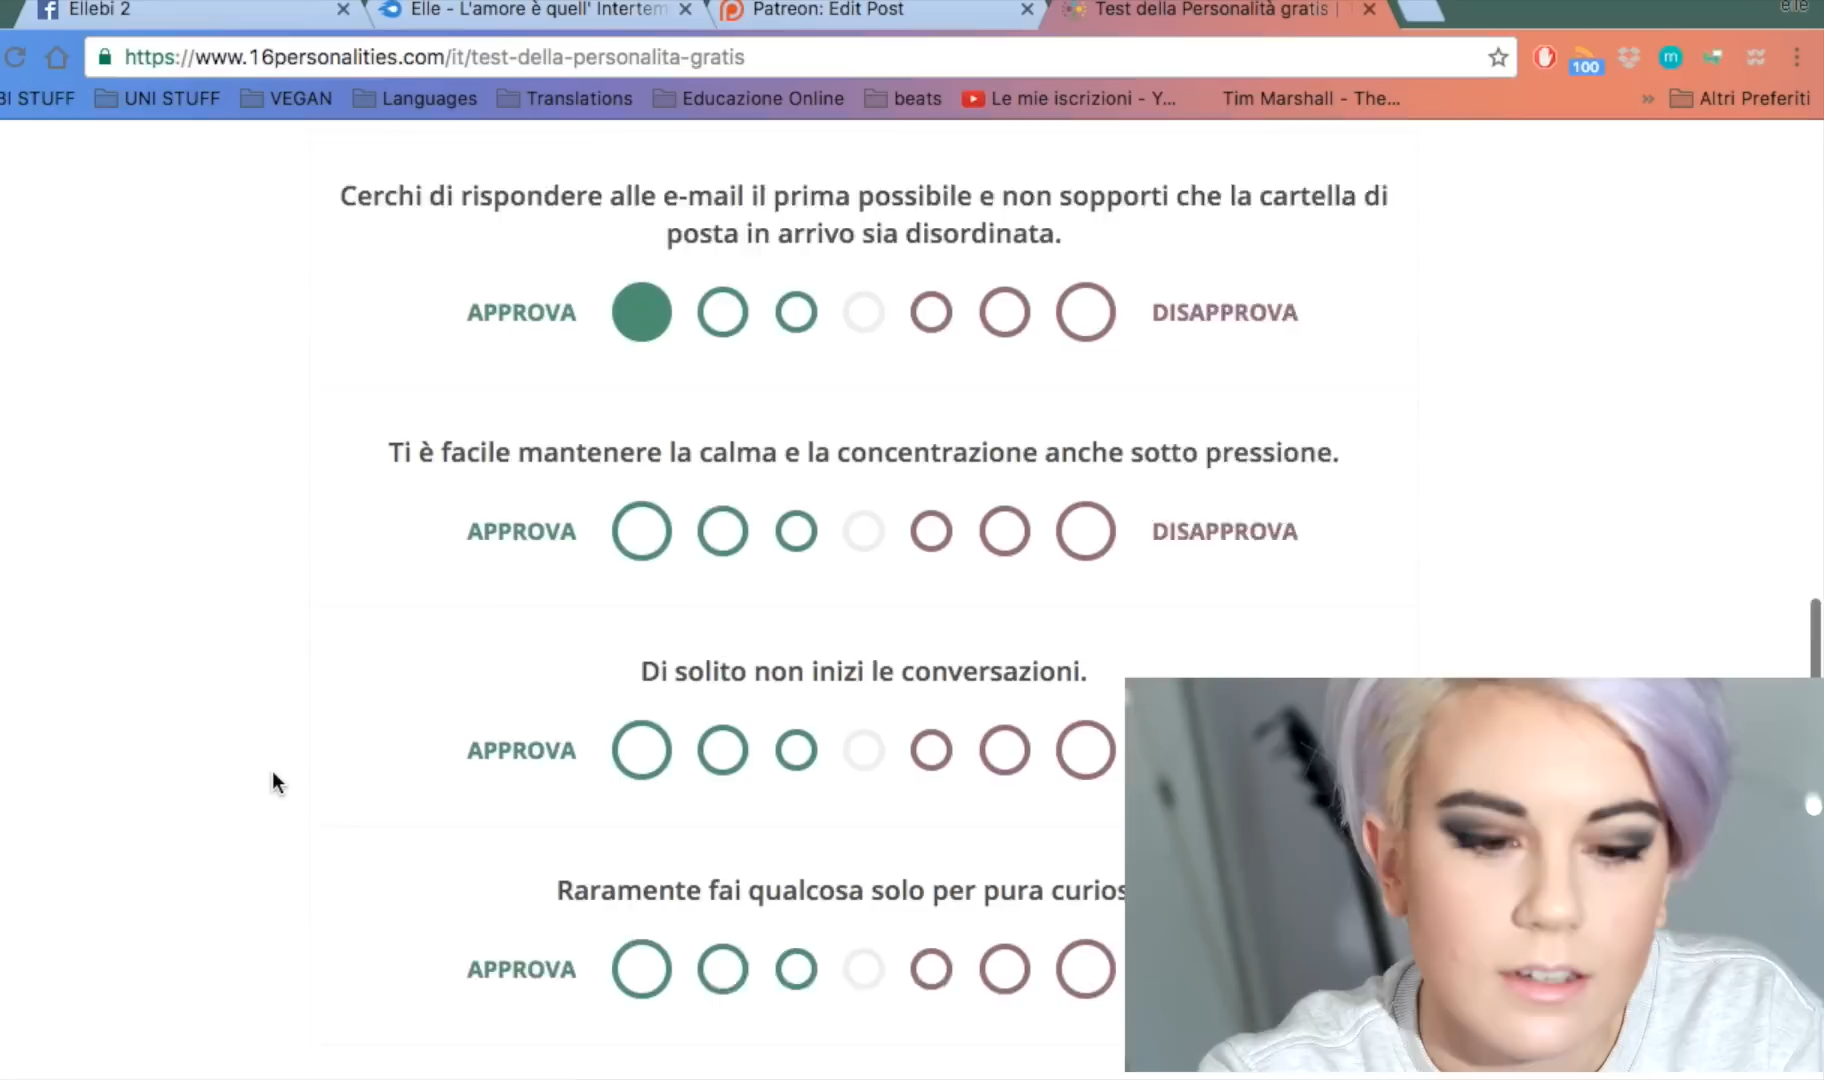 Ellebi 2
Elle - L'amore è quell' Intertem
Patreon: Edit Post
Test della Personalità gratis |
elle
https://www.16personalities.com/it/test-della-personalita-gratis
100
m
BI STUFF
UNI STUFF
VEGAN
Languages
Translations
Educazione Online
beats
Le mie iscrizioni - Y...
Tim Marshall - The...
»
Altri Preferiti
Cerchi di rispondere alle e-mail il prima possibile e non sopporti che la cartella di
posta in arrivo sia disordinata.
APPROVA
DISAPPROVA
Ti è facile mantenere la calma e la concentrazione anche sotto pressione.
APPROVA
DISAPPROVA
Di solito non inizi le conversazioni.
APPROVA
Raramente fai qualcosa solo per pura curios
APPROVA